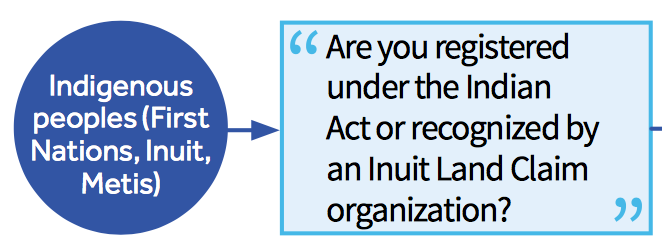 Indigenous
peoples (First
Nations, Inuit,
Metis)
“ Are you registered
under the Indian
Act or recognized by
an Inuit Land Claim
organization? ”